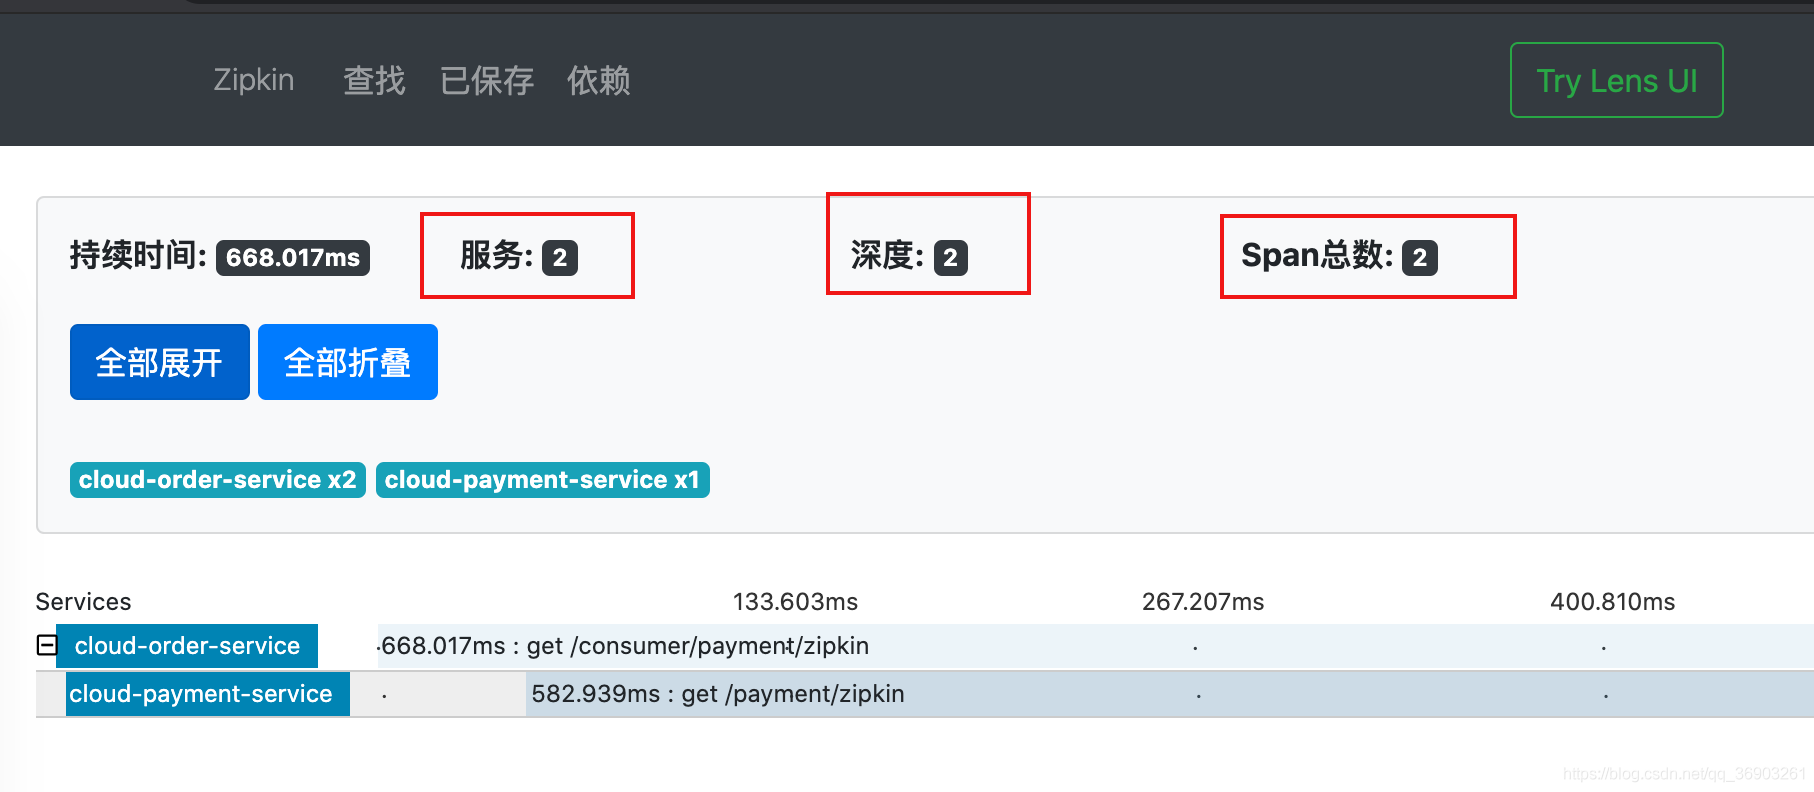 Zipkin 查找 已保存 依赖 Try Lens UI
持续时间: 668.017ms 服务: 2 深度: 2 Span总数: 2
全部展开 全部折叠
cloud-order-service x2 cloud-payment-service x1
Services 133.603ms 267.207ms 400.810ms
cloud-order-service .668.017ms : get /consumer/payment/zipkin . .
cloud-payment-service . 582.939ms : get /payment/zipkin . .
https://blog.csdn.net/qq_36903261